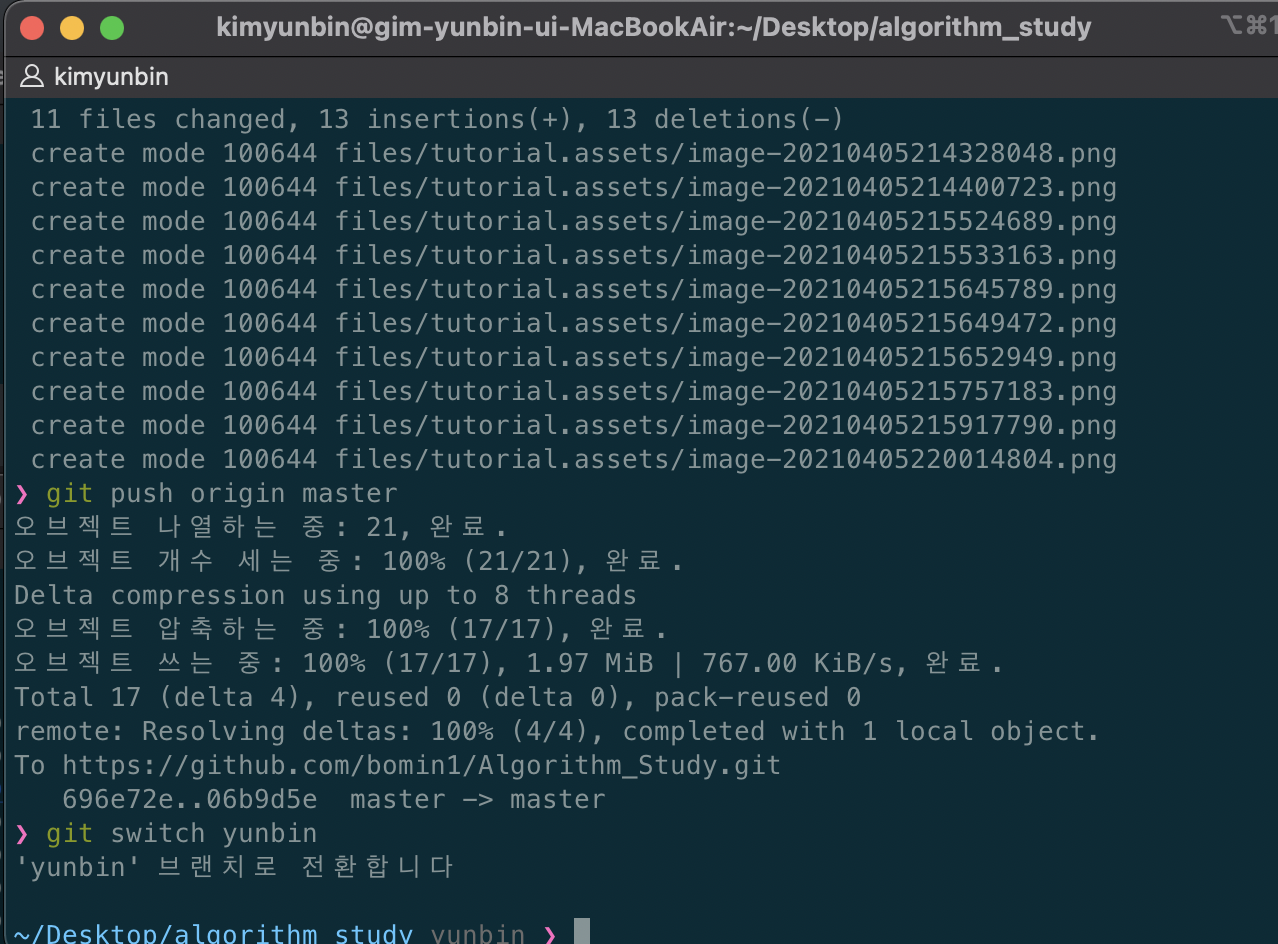 kimyunbin@gim-yunbin-ui-MacBookAir:~/Desktop/algorithm_study ⌥⌘1
kimyunbin
11 files changed, 13 insertions(+), 13 deletions(-)
create mode 100644 files/tutorial.assets/image-20210405214328048.png
create mode 100644 files/tutorial.assets/image-20210405214400723.png
create mode 100644 files/tutorial.assets/image-20210405215524689.png
create mode 100644 files/tutorial.assets/image-20210405215533163.png
create mode 100644 files/tutorial.assets/image-20210405215645789.png
create mode 100644 files/tutorial.assets/image-20210405215649472.png
create mode 100644 files/tutorial.assets/image-20210405215652949.png
create mode 100644 files/tutorial.assets/image-20210405215757183.png
create mode 100644 files/tutorial.assets/image-20210405215917790.png
create mode 100644 files/tutorial.assets/image-20210405220014804.png
❯ git push origin master
오브젝트 나열하는 중: 21, 완료.
오브젝트 개수 세는 중: 100% (21/21), 완료.
Delta compression using up to 8 threads
오브젝트 압축하는 중: 100% (17/17), 완료.
오브젝트 쓰는 중: 100% (17/17), 1.97 MiB | 767.00 KiB/s, 완료.
Total 17 (delta 4), reused 0 (delta 0), pack-reused 0
remote: Resolving deltas: 100% (4/4), completed with 1 local object.
To https://github.com/bomin1/Algorithm_Study.git
696e72e..06b9d5e master -> master
❯ git switch yunbin
'yunbin' 브랜치로 전환합니다
~/Desktop/algorithm_study yunbin ❯